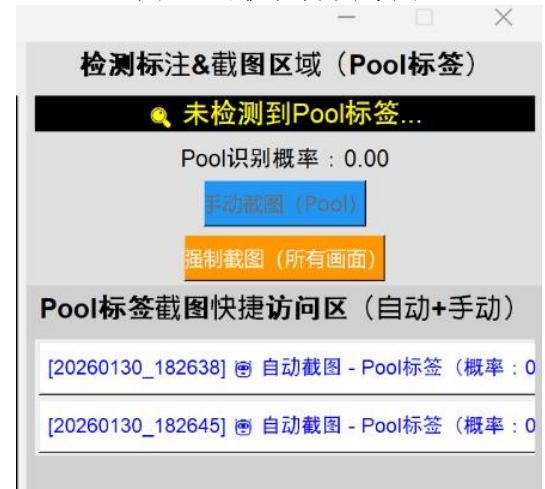 检测标注&截图区域（Pool标签）
🔍 未检测到Pool标签...
Pool识别概率：0.00
手动截图（Pool）
强制截图（所有画面）
Pool标签截图快捷访问区（自动+手动）
[20260130_182638] 🤖 自动截图 - Pool标签（概率：0
[20260130_182645] 🤖 自动截图 - Pool标签（概率：0